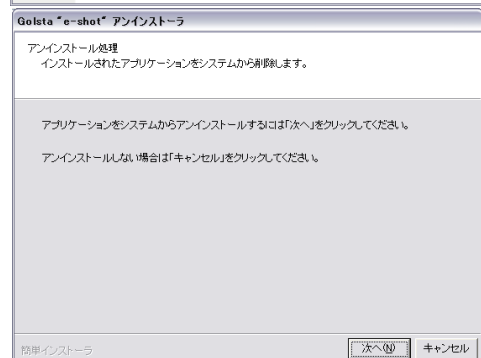 Golsta "e-shot" アンインストーラ
アンインストール処理
インストールされたアプリケーションをシステムから削除します。
アプリケーションをシステムからアンインストールするには「次へ」をクリックしてください。
アンインストールしない場合は「キャンセル」をクリックしてください。
簡単インストーラ
次へ(N)
キャンセル